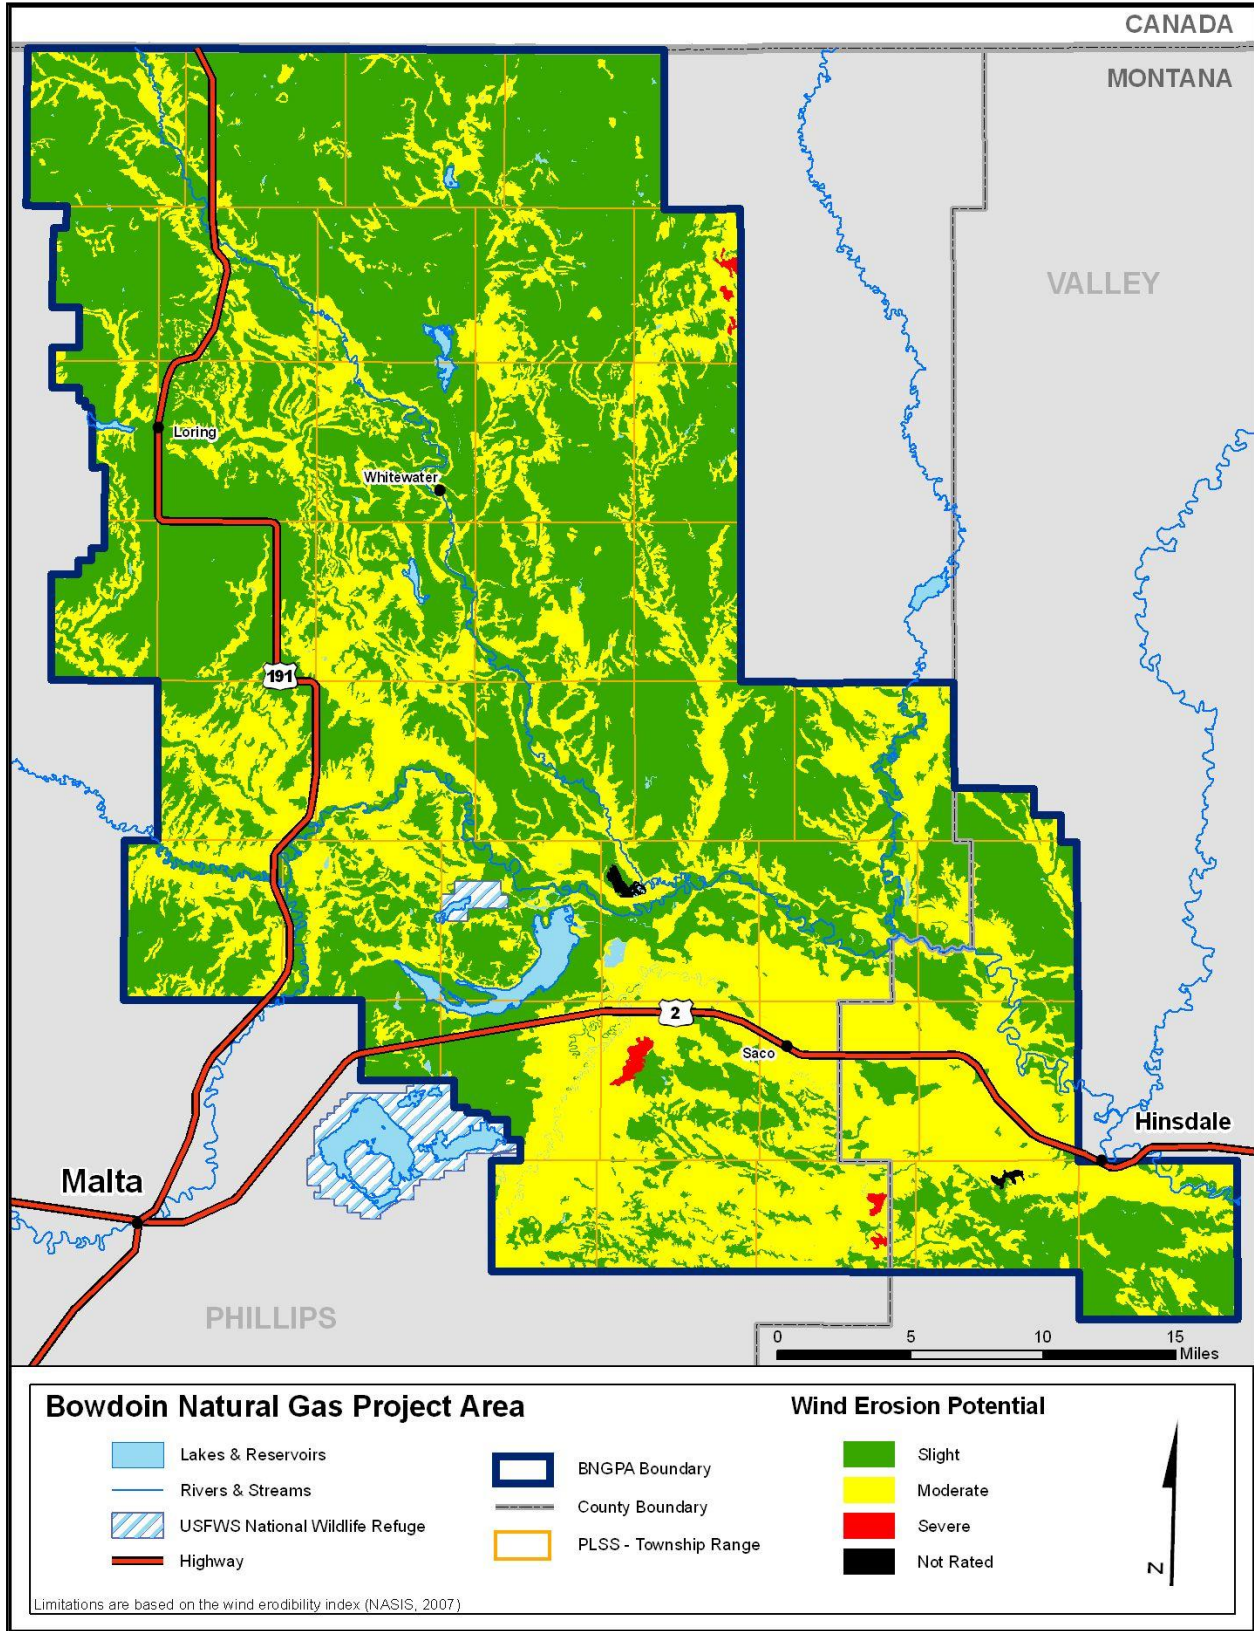 CANADA
MONTANA
VALLEY
Loring
Whitewater
191
2
Saco
Hinsdale
Malta
PHILLIPS
0 5 10 15
Miles
Bowdoin Natural Gas Project Area
Lakes & Reservoirs
Rivers & Streams
USFWS National Wildlife Refuge
Highway
BNGPA Boundary
County Boundary
PLSS - Township Range
Wind Erosion Potential
Slight
Moderate
Severe
Not Rated
N
Limitations are based on the wind erodibility index (NASIS, 2007)